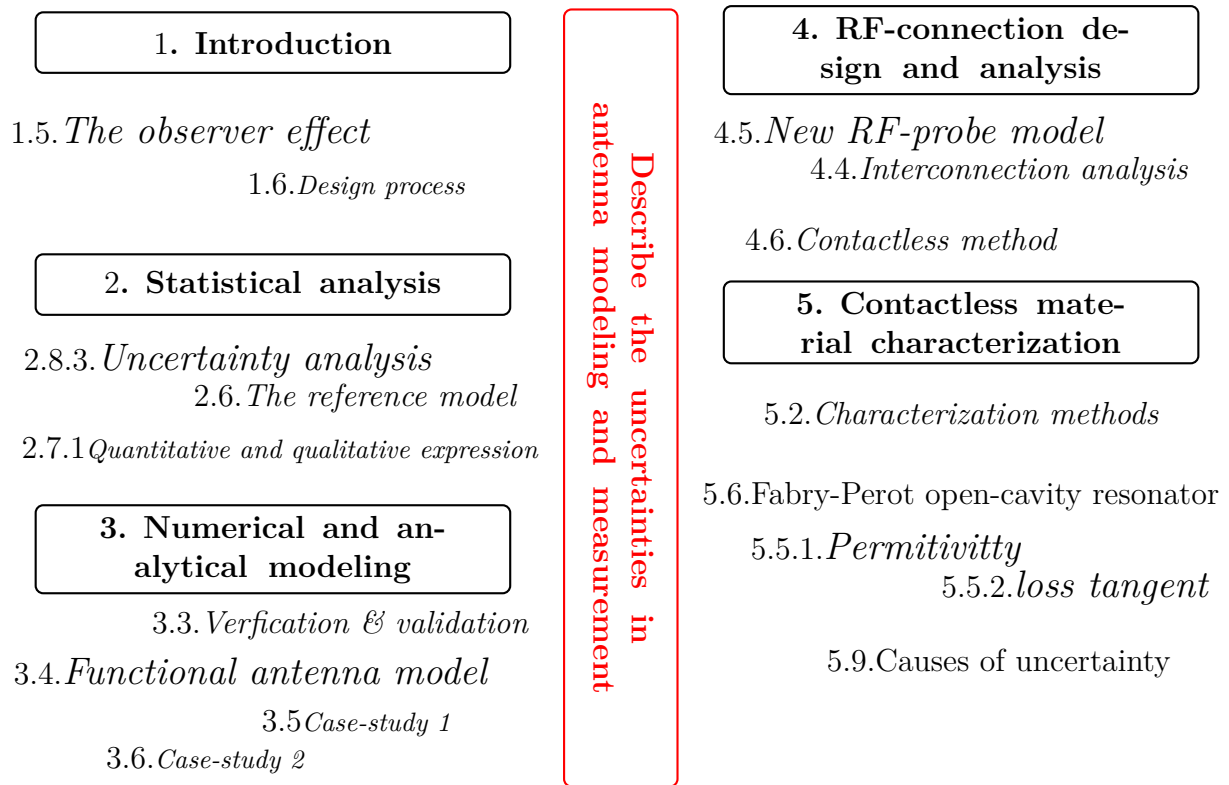 1. Introduction
1.5.The observer effect
1.6.Design process
2. Statistical analysis
2.8.3.Uncertainty analysis
2.6.The reference model
2.7.1Quantitative and qualitative expression
3. Numerical and an-
alytical modeling
3.3.Verfication & validation
3.4.Functional antenna model
3.5Case-study 1
3.6.Case-study 2
Describe the uncertainties in
antenna modeling and measurement
4. RF-connection de-
sign and analysis
4.5.New RF-probe model
4.4.Interconnection analysis
4.6.Contactless method
5. Contactless mate-
rial characterization
5.2.Characterization methods
5.6.Fabry-Perot open-cavity resonator
5.5.1.Permitivitty
5.5.2.loss tangent
5.9.Causes of uncertainty